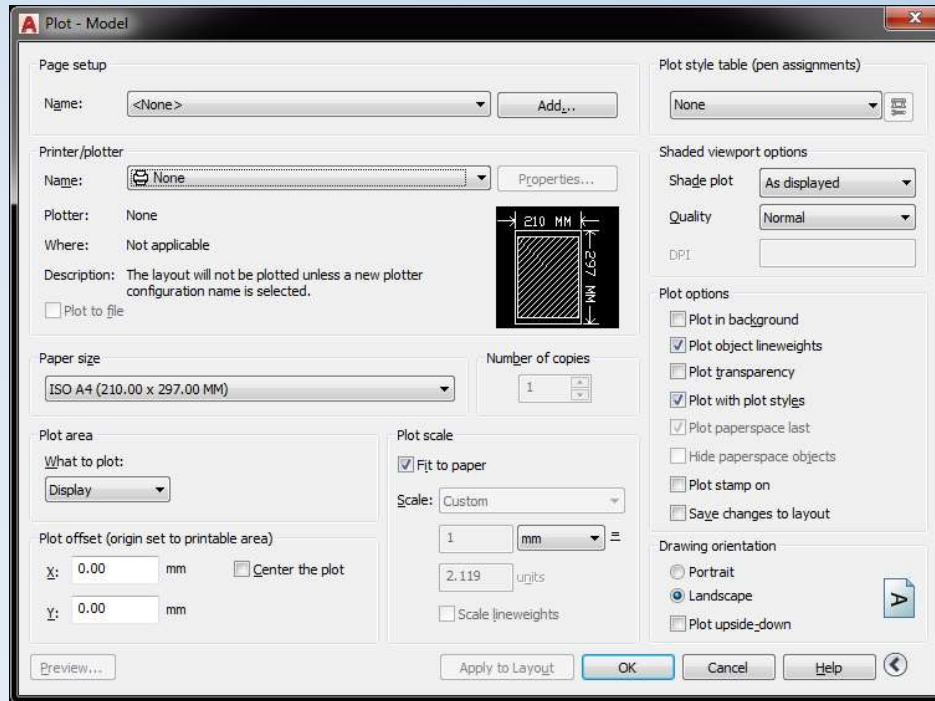 Plot - Model
Page setup
Name: <None> Add...
Plot style table (pen assignments)
None
Printer/plotter
Name: None Properties...
Plotter: None
Where: Not applicable
Description: The layout will not be plotted unless a new plotter
configuration name is selected.
Plot to file
210 MM
297 MM
Shaded viewport options
Shade plot As displayed
Quality Normal
DPI
Paper size
ISO A4 (210.00 x 297.00 MM)
Number of copies
1
Plot area
What to plot:
Display
Plot scale
Fit to paper
Scale: Custom
1 mm =
2.119 units
Scale lineweights
Plot offset (origin set to printable area)
X: 0.00 mm Center the plot
Y: 0.00 mm
Plot options
Plot in background
Plot object lineweights
Plot transparency
Plot with plot styles
Plot paperspace last
Hide paperspace objects
Plot stamp on
Save changes to layout
Drawing orientation
Portrait
Landscape
Plot upside-down
A
Preview... Apply to Layout OK Cancel Help